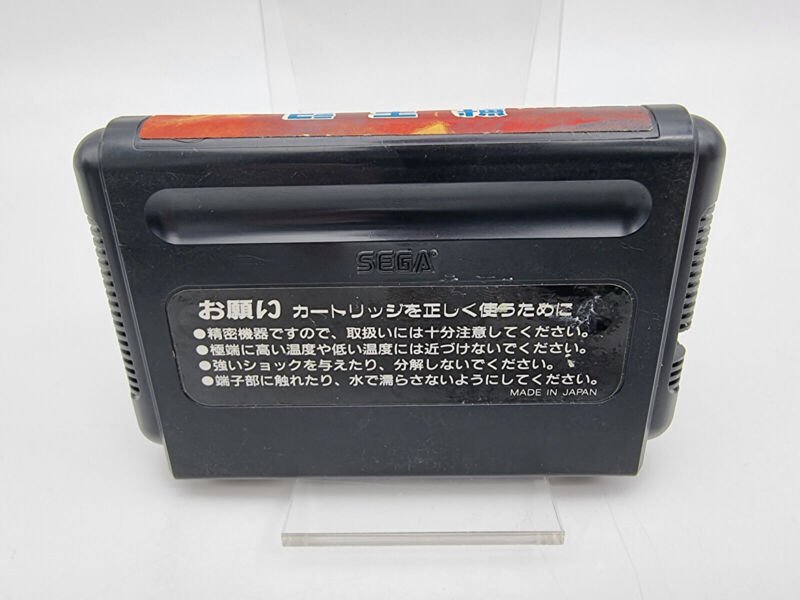 SEGA
お願い カートリッジを正しく使うために
●精密機器ですので、取扱いには十分注意してください。
●極端に高い温度や低い温度には近づけないでください。
●強いショックを与えたり、分解しないでください。
●端子部に触れたり、水で濡らさないようにしてください。
MADE IN JAPAN